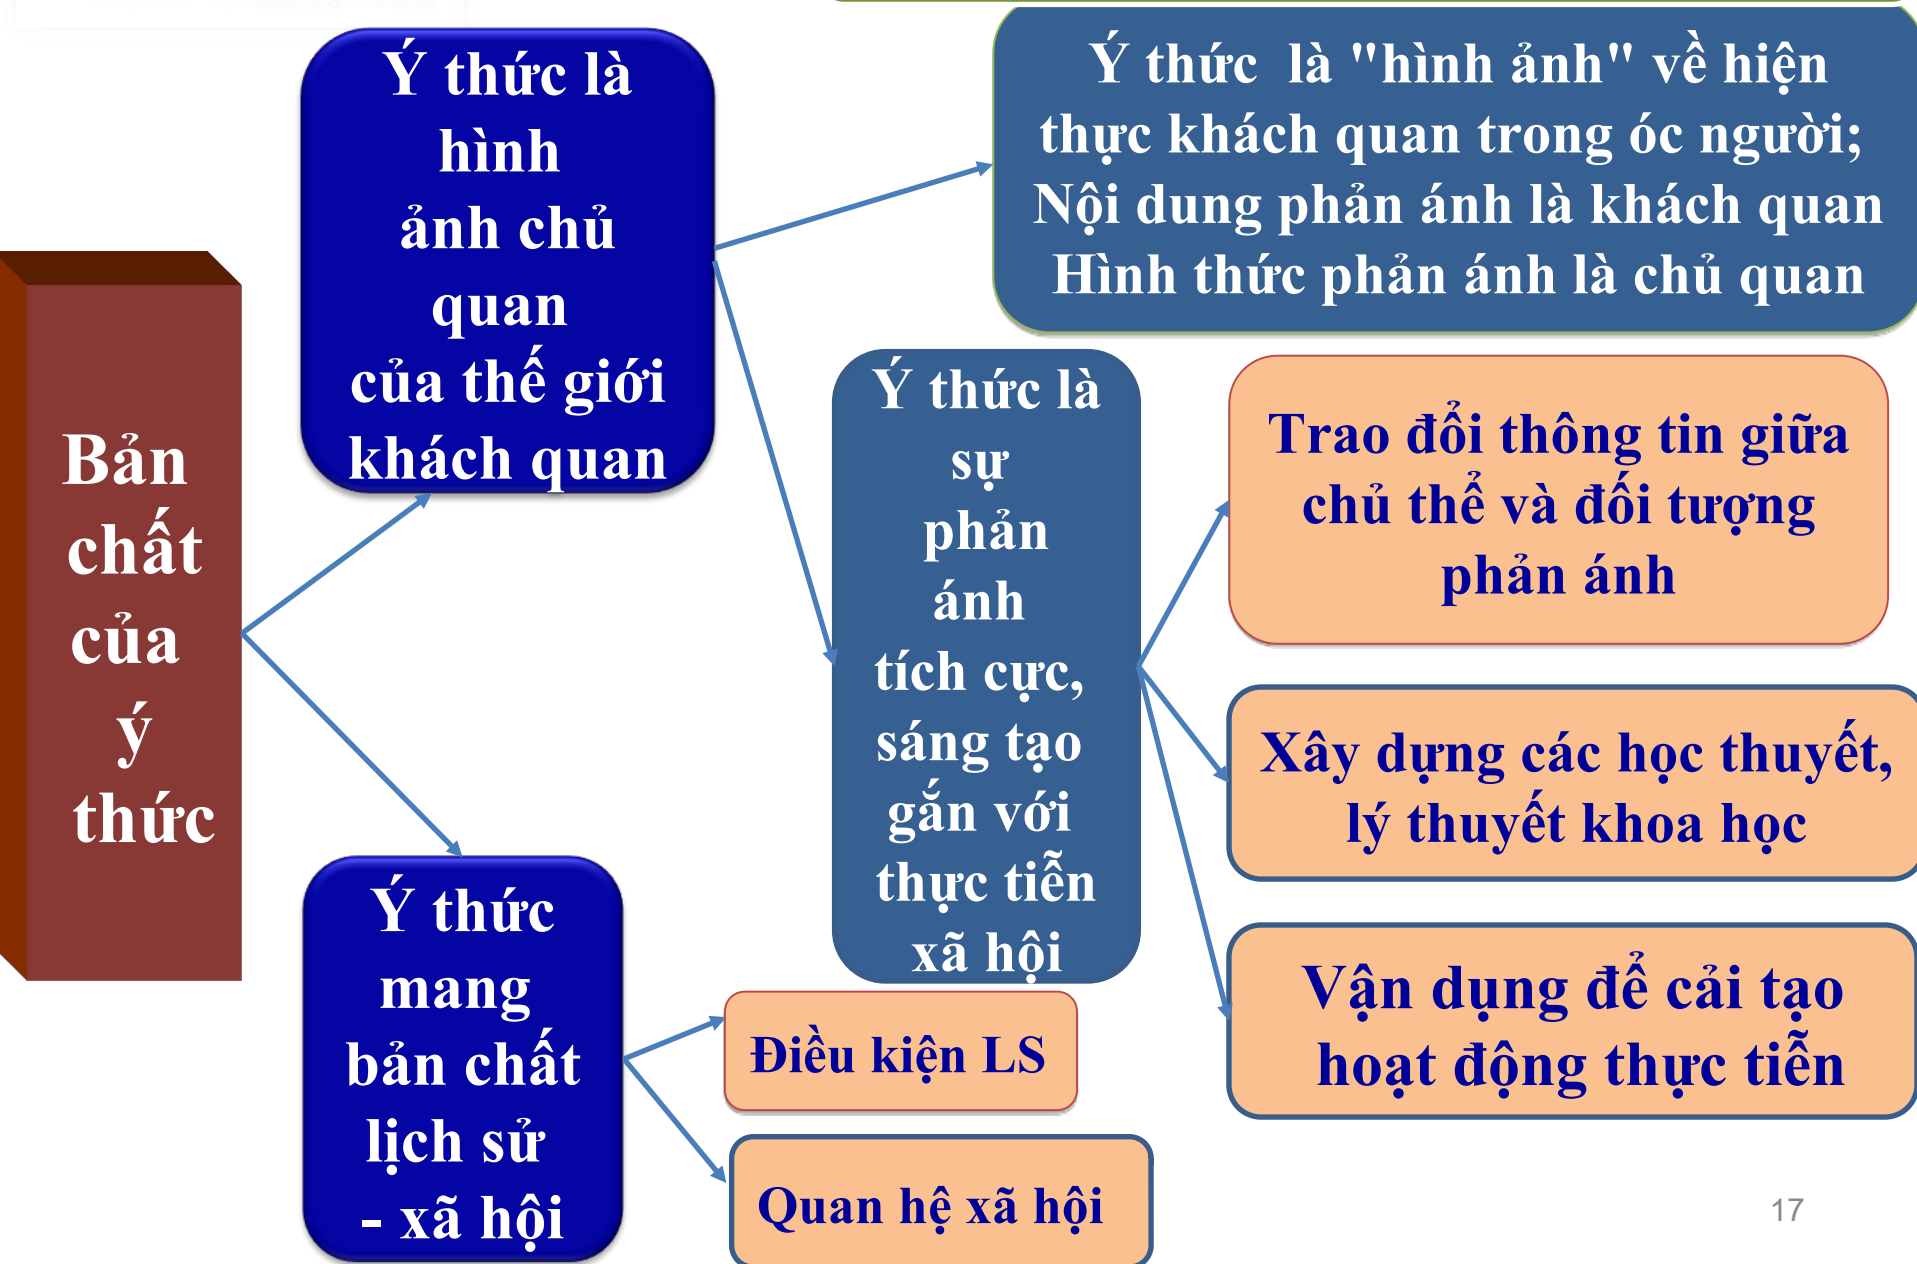 Bản
chất
của
ý
thức
Ý thức là
hình
ảnh chủ
quan
của thế giới
khách quan
Ý thức là "hình ảnh" về hiện
thực khách quan trong óc người;
Nội dung phản ánh là khách quan
Hình thức phản ánh là chủ quan
Ý thức là
sự
phản
ánh
tích cực,
sáng tạo
gắn với
thực tiễn
xã hội
Trao đổi thông tin giữa
chủ thể và đối tượng
phản ánh
Xây dựng các học thuyết,
lý thuyết khoa học
Vận dụng để cải tạo
hoạt động thực tiễn
Ý thức
mang
bản chất
lịch sử
- xã hội
Điều kiện LS
Quan hệ xã hội
17